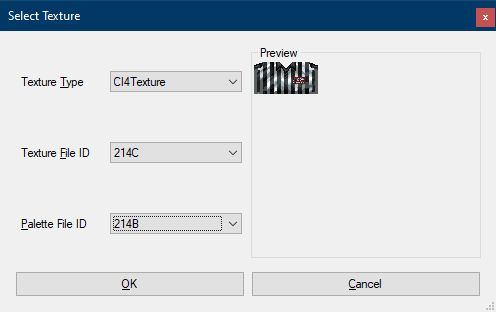 Select Texture
x
Preview
Texture Type
CI4Texture
Texture File ID
214C
Palette File ID
214B
OK
Cancel